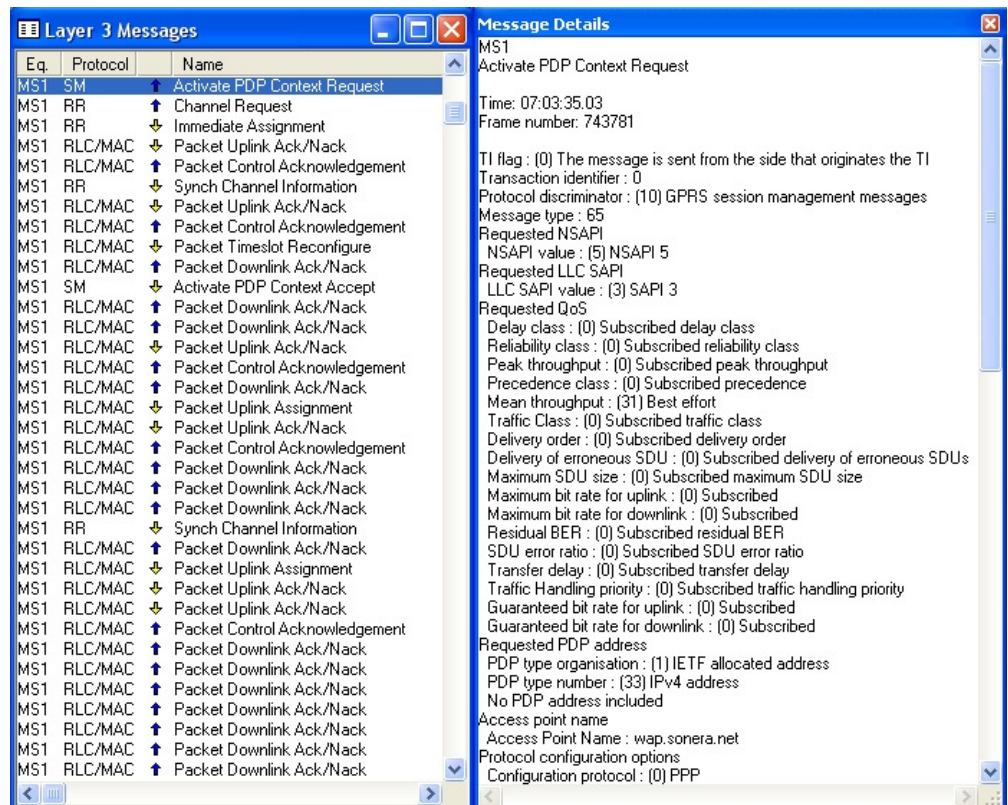 Layer 3 Messages
Eq. Protocol Name
MS1 SM Activate PDP Context Request
MS1 RR Channel Request
MS1 RR Immediate Assignment
MS1 RLC/MAC Packet Uplink Ack/Nack
MS1 RLC/MAC Packet Control Acknowledgement
MS1 RR Synch Channel Information
MS1 RLC/MAC Packet Uplink Ack/Nack
MS1 RLC/MAC Packet Control Acknowledgement
MS1 RLC/MAC Packet Timeslot Reconfigure
MS1 RLC/MAC Packet Downlink Ack/Nack
MS1 SM Activate PDP Context Accept
MS1 RLC/MAC Packet Downlink Ack/Nack
MS1 RLC/MAC Packet Downlink Ack/Nack
MS1 RLC/MAC Packet Uplink Ack/Nack
MS1 RLC/MAC Packet Control Acknowledgement
MS1 RLC/MAC Packet Downlink Ack/Nack
MS1 RLC/MAC Packet Uplink Assignment
MS1 RLC/MAC Packet Uplink Ack/Nack
MS1 RLC/MAC Packet Control Acknowledgement
MS1 RLC/MAC Packet Downlink Ack/Nack
MS1 RLC/MAC Packet Downlink Ack/Nack
MS1 RLC/MAC Packet Downlink Ack/Nack
MS1 RR Synch Channel Information
MS1 RLC/MAC Packet Downlink Ack/Nack
MS1 RLC/MAC Packet Uplink Assignment
MS1 RLC/MAC Packet Uplink Ack/Nack
MS1 RLC/MAC Packet Uplink Ack/Nack
MS1 RLC/MAC Packet Control Acknowledgement
MS1 RLC/MAC Packet Downlink Ack/Nack
MS1 RLC/MAC Packet Downlink Ack/Nack
MS1 RLC/MAC Packet Downlink Ack/Nack
MS1 RLC/MAC Packet Downlink Ack/Nack
MS1 RLC/MAC Packet Downlink Ack/Nack
MS1 RLC/MAC Packet Downlink Ack/Nack
MS1 RLC/MAC Packet Downlink Ack/Nack
Message Details
MS1
Activate PDP Context Request
Time: 07:03:35.03
Frame number: 743781
TI flag : (0) The message is sent from the side that originates the TI
Transaction identifier : 0
Protocol discriminator : (10) GPRS session management messages
Message type : 65
Requested NSAPI
NSAPI value : (5) NSAPI 5
Requested LLC SAPI
LLC SAPI value : (3) SAPI 3
Requested QoS
Delay class : (0) Subscribed delay class
Reliability class : (0) Subscribed reliability class
Peak throughput : (0) Subscribed peak throughput
Precedence class : (0) Subscribed precedence
Mean throughput : (31) Best effort
Traffic Class : (0) Subscribed traffic class
Delivery order : (0) Subscribed delivery order
Delivery of erroneous SDU : (0) Subscribed delivery of erroneous SDUs
Maximum SDU size : (0) Subscribed maximum SDU size
Maximum bit rate for uplink : (0) Subscribed
Maximum bit rate for downlink : (0) Subscribed
Residual BER : (0) Subscribed residual BER
SDU error ratio : (0) Subscribed SDU error ratio
Transfer delay : (0) Subscribed transfer delay
Traffic Handling priority : (0) Subscribed traffic handling priority
Guaranteed bit rate for uplink : (0) Subscribed
Guaranteed bit rate for downlink : (0) Subscribed
Requested PDP address
PDP type organisation : (1) IETF allocated address
PDP type number : (33) IPv4 address
No PDP address included
Access point name
Access Point Name : wap.sonera.net
Protocol configuration options
Configuration protocol : (0) PPP